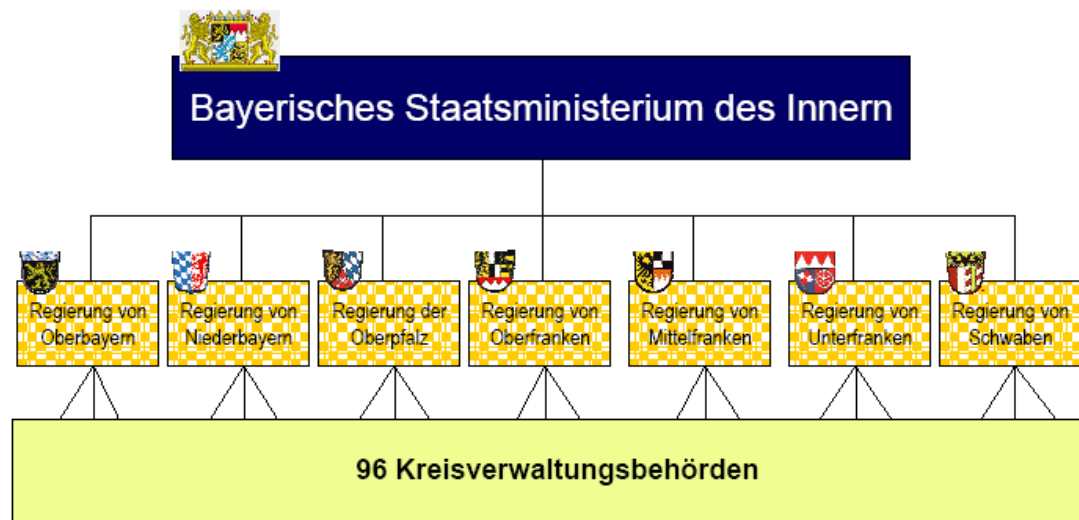 Bayerisches Staatsministerium des Innern
Regierung von
Oberbayern
Regierung von
Niederbayern
Regierung der
Oberpfalz
Regierung von
Oberfranken
Regierung von
Mittelfranken
Regierung von
Unterfranken
Regierung von
Schwaben
96 Kreisverwaltungsbehörden